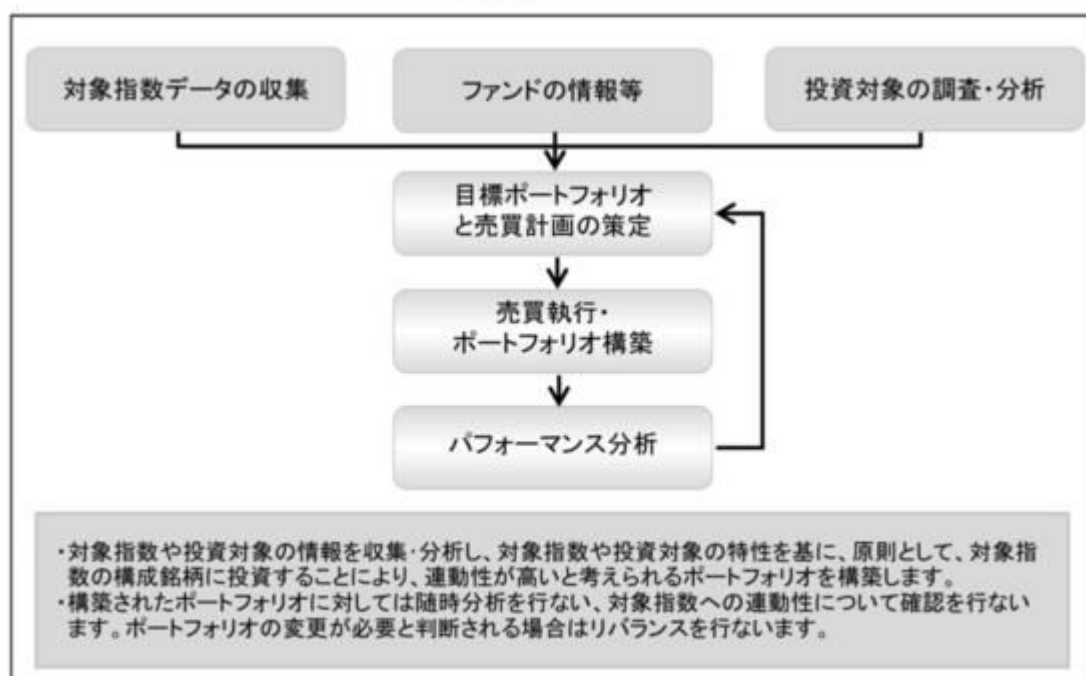 対象指数データの収集
ファンドの情報等
投資対象の調査・分析
目標ポートフォリオ
と売買計画の策定
売買執行・
ポートフォリオ構築
パフォーマンス分析
・対象指数や投資対象の情報を収集・分析し、対象指数や投資対象の特性を基に、原則として、対象指
数の構成銘柄に投資することにより、連動性が高いと考えられるポートフォリオを構築します。
・構築されたポートフォリオに対しては随時分析を行ない、対象指数への連動性について確認を行ない
ます。ポートフォリオの変更が必要と判断される場合はリバランスを行ないます。